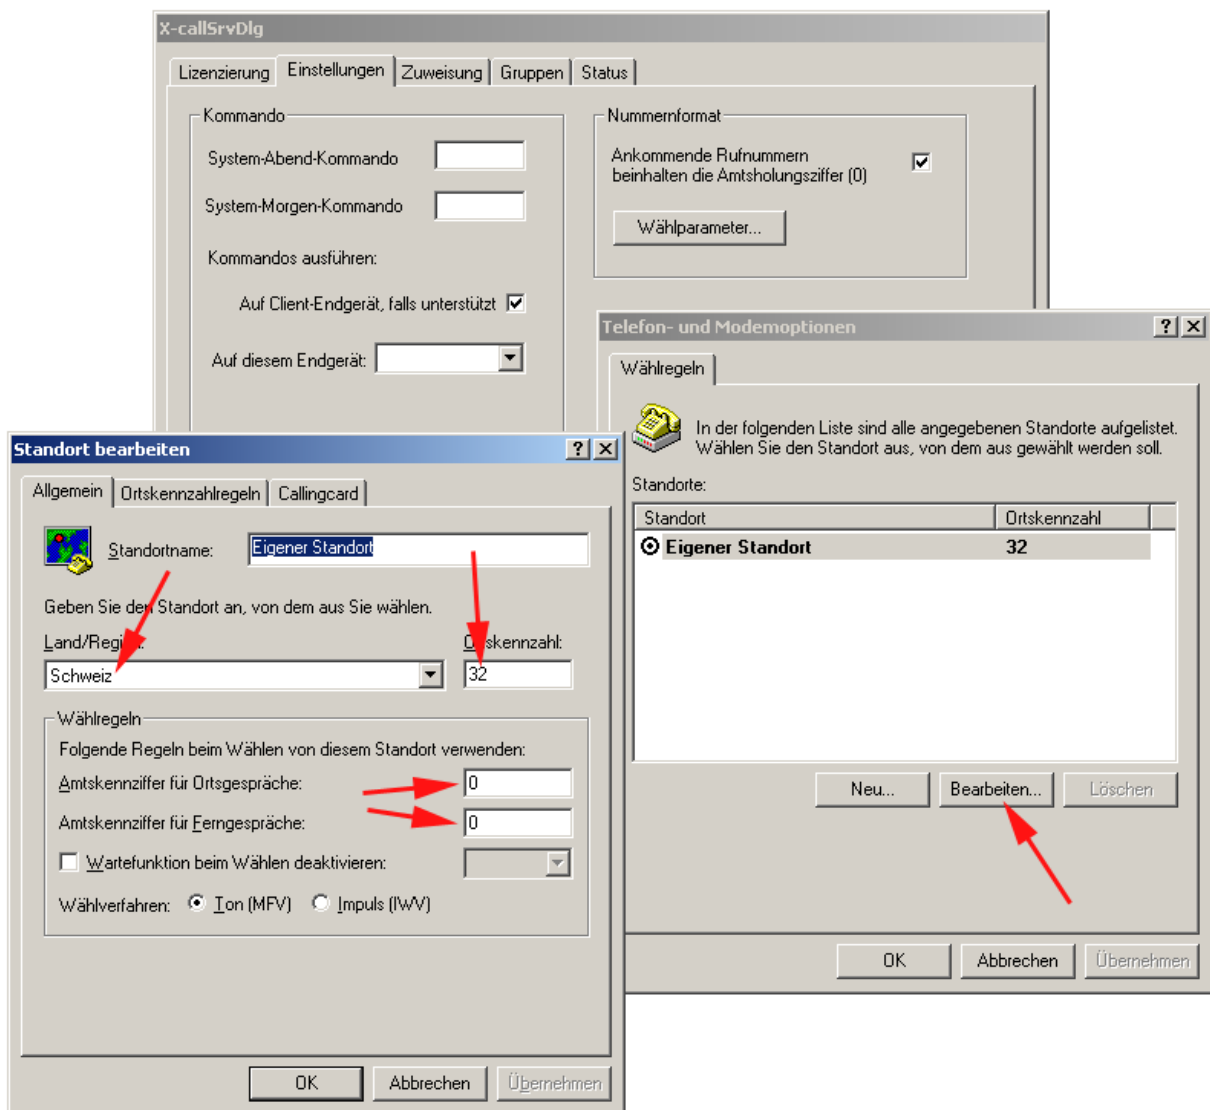 X-callSrvDlg
Lizenzierung Einstellungen Zuweisung Gruppen Status
Kommando
System-Abend-Kommando
System-Morgen-Kommando
Kommandos ausführen:
Auf Client-Endgerät, falls unterstützt
Auf diesem Endgerät:
Nummernformat
Ankommende Rufnummern
beinhalten die Amtsholungsziffer (0)
Wählparameter...
Telefon- und Modemoptionen
Wählregeln
In der folgenden Liste sind alle angegebenen Standorte aufgelistet.
Wählen Sie den Standort aus, von dem aus gewählt werden soll.
Standorte:
Standort Ortskennzahl
Eigener Standort 32
Neu... Bearbeiten... Löschen
OK Abbrechen Übernehmen
Standort bearbeiten
Allgemein Ortskennzahlregeln Callingcard
Standortname: Eigener Standort
Geben Sie den Standort an, von dem aus Sie wählen.
Land/Region: Ortskennzahl:
Schweiz 32
Wählregeln
Folgende Regeln beim Wählen von diesem Standort verwenden:
Amtskennziffer für Ortsgespräche: 0
Amtskennziffer für Ferngespräche: 0
Wartefunktion beim Wählen deaktivieren:
Wählverfahren: Ton (MFV) Impuls (IWV)
OK Abbrechen Übernehmen